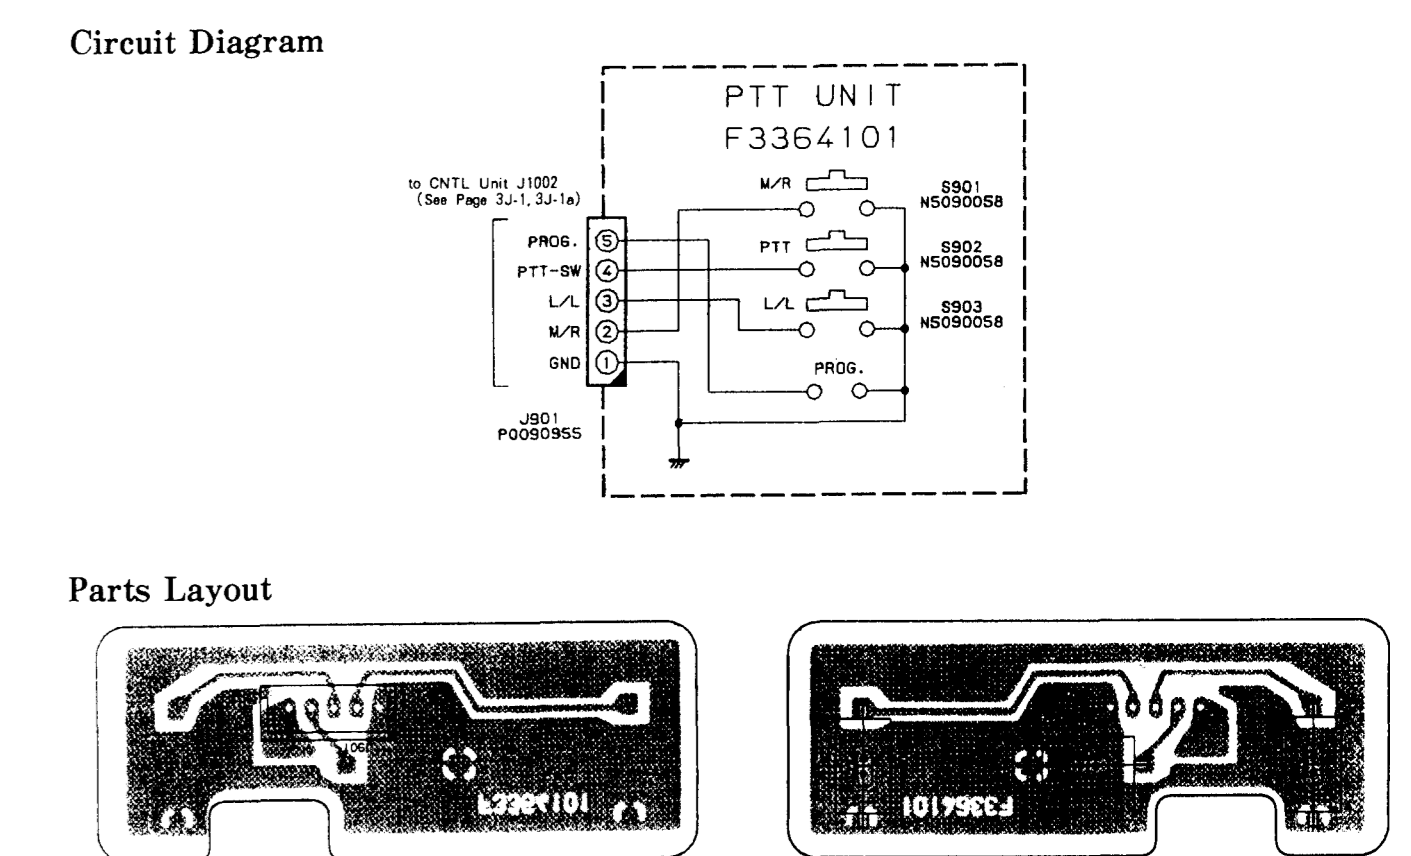 Circuit Diagram
PTT UNIT
F3364101
to CNTL Unit J1002
(See Page 3J-1, 3J-1a)
M/R
S901
N5090058
PROG. 5
PTT
S902
N5090058
PTT-SW 4
L/L 3
L/L
S903
N5090058
M/R 2
GND 1
PROG.
J901
P0090955
Parts Layout
F3364101
F3364101